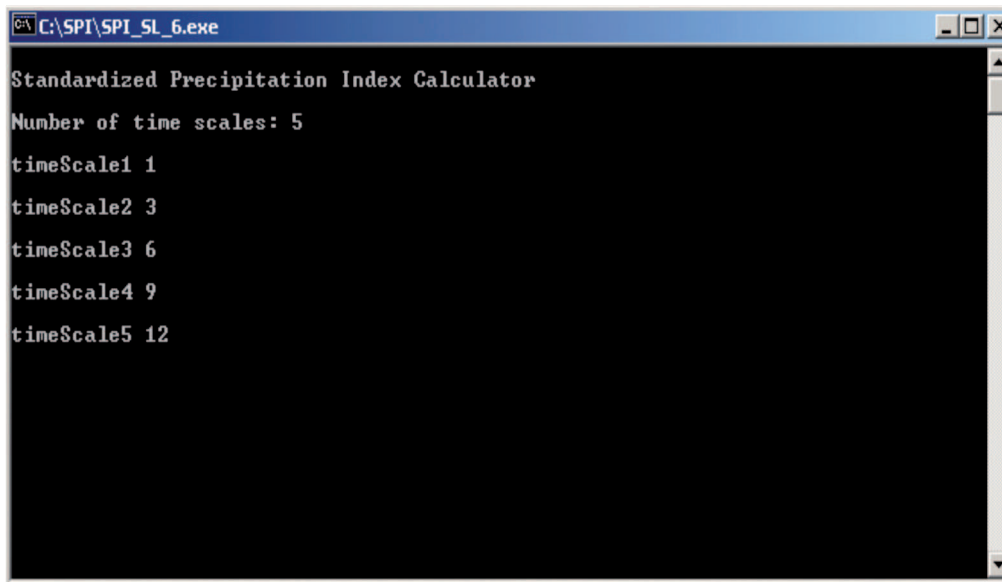 C:\SPI\SPI_SL_6.exe
Standardized Precipitation Index Calculator
Number of time scales: 5
timeScale1 1
timeScale2 3
timeScale3 6
timeScale4 9
timeScale5 12